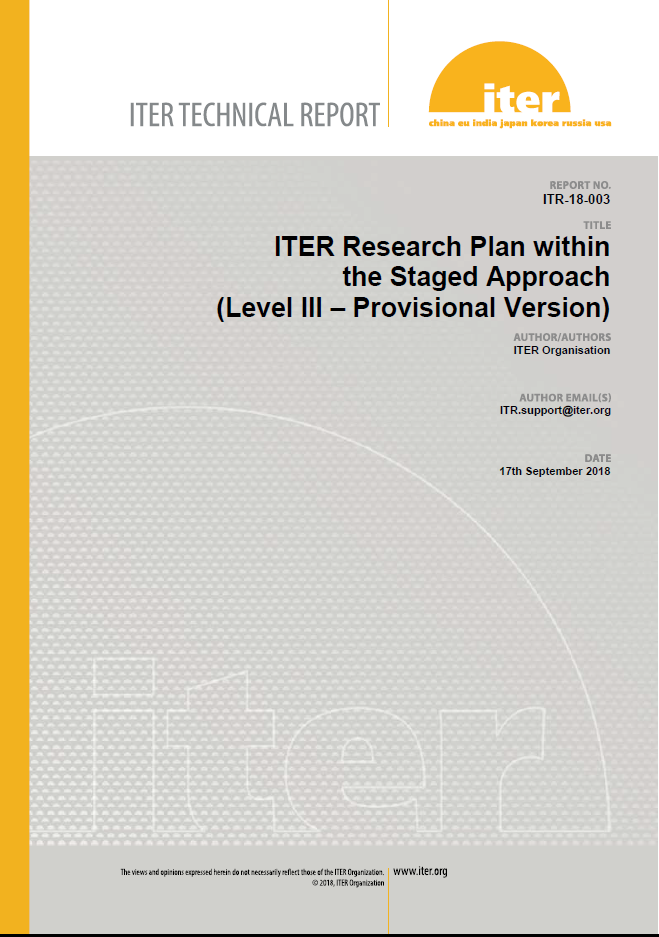 ITER TECHNICAL REPORT
iter
china eu india japan korea russia usa
REPORT NO.
ITR-18-003
TITLE
ITER Research Plan within
the Staged Approach
(Level III – Provisional Version)
AUTHOR/AUTHORS
ITER Organisation
AUTHOR EMAIL(S)
ITR.support@iter.org
DATE
17th September 2018
iter
The views and opinions expressed herein do not necessarily reflect those of the ITER Organization.
© 2018, ITER Organization
www.iter.org